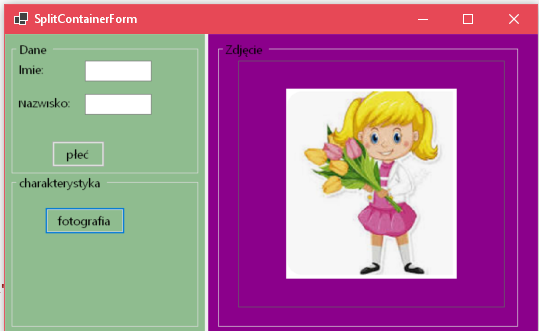 SplitContainerForm
Dane
Imie:
Nazwisko:
płeć
charakterystyka
fotografia
Zdjęcie